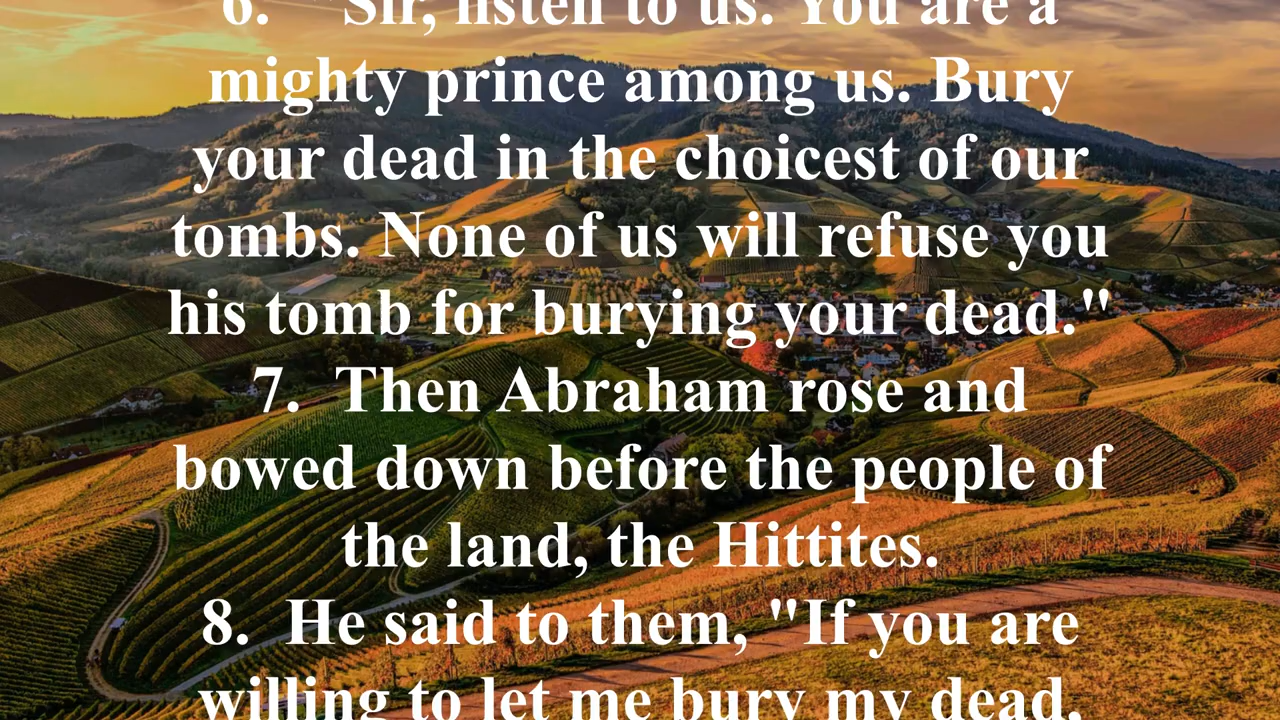 6. "Sir, listen to us. You are a
mighty prince among us. Bury
your dead in the choicest of our
tombs. None of us will refuse you
his tomb for burying your dead."
7. Then Abraham rose and
bowed down before the people of
the land, the Hittites.
8. He said to them, "If you are
willing to let me bury my dead,